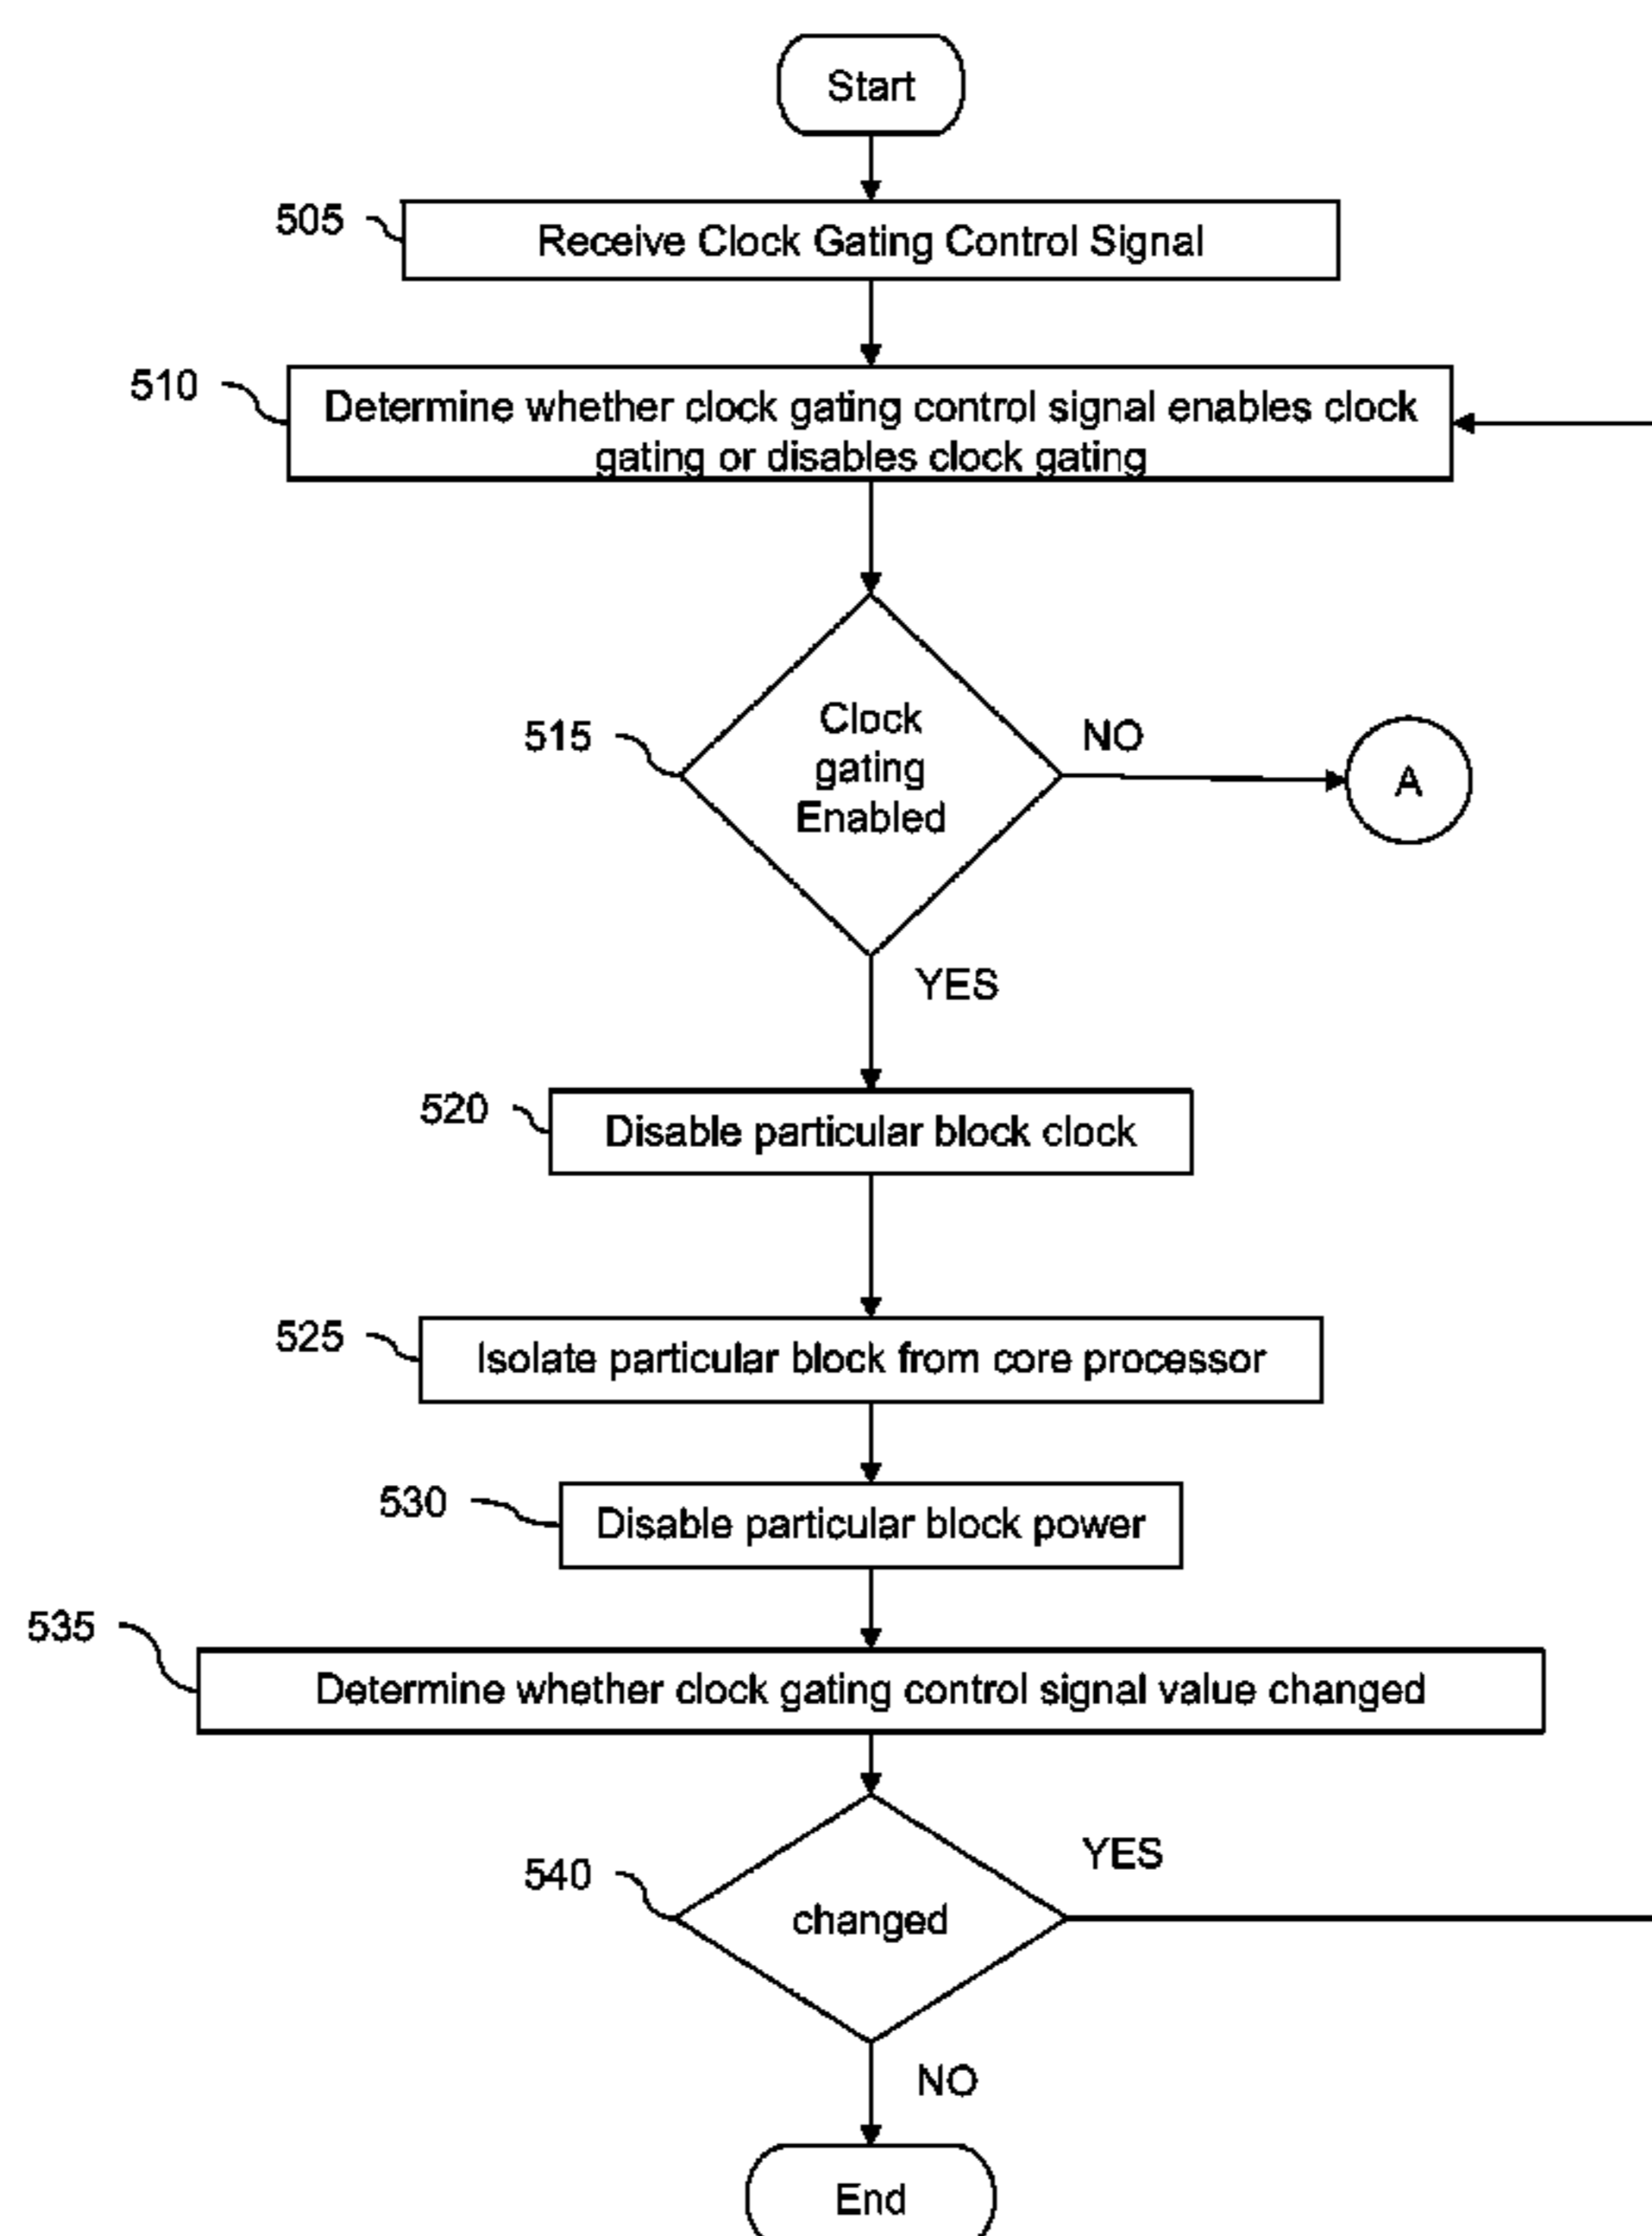 Start
505
Receive Clock Gating Control Signal
510
Determine whether clock gating control signal enables clock
gating or disables clock gating
515
Clock
gating
Enabled
NO
A
YES
520
Disable particular block clock
525
Isolate particular block from core processor
530
Disable particular block power
535
Determine whether clock gating control signal value changed
540
changed
YES
NO
End